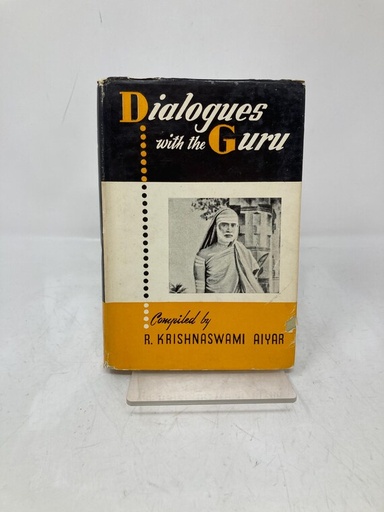 Dialogues
with the Guru
Compiled by
R. KRISHNASWAMI AIYAR